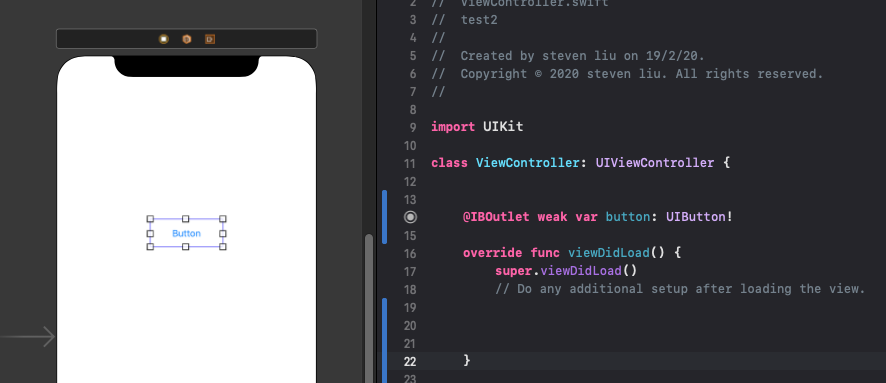 Button
2 // ViewController.swift
3 // test2
4 //
5 // Created by steven liu on 19/2/20.
6 // Copyright © 2020 steven liu. All rights reserved.
7 //
8
9 import UIKit
10
11 class ViewController: UIViewController {
12
13
@IBOutlet weak var button: UIButton!
15
16 override func viewDidLoad() {
17 super.viewDidLoad()
18 // Do any additional setup after loading the view.
19
20
21
22 }
23